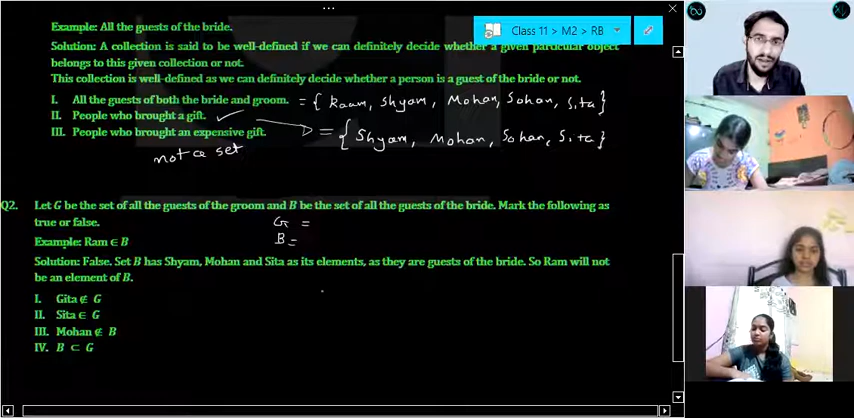 ...
Example: All the guests of the bride.
Class 11 > M2 > RB
Solution: A collection is said to be well-defined if we can definitely decide whether a given particular object
belongs to this given collection or not.
This collection is well-defined as we can definitely decide whether a person is a guest of the bride or not.
I. All the guests of both the bride and groom. = { Raam, Shyam, Mohan, Sohan, Sita }
II. People who brought a gift. ✓
III. People who brought an expensive gift. = { Shyam, Mohan, Sohan, Sita }
not a set
Q2. Let G be the set of all the guests of the groom and B be the set of all the guests of the bride. Mark the following as
true or false.
G =
Example: Ram ∈ B
B =
Solution: False. Set B has Shyam, Mohan and Sita as its elements, as they are guests of the bride. So Ram will not
be an element of B.
I. Gita ∉ G
II. Sita ∈ G
III. Mohan ∉ B
IV. B ⊂ G